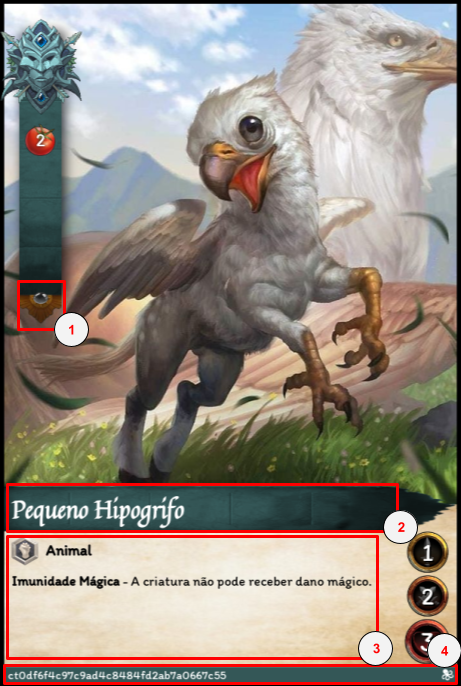 2
1
Pequeno Hipogrifo
2
Animal
1
Imunidade Mágica - A criatura não pode receber dano mágico.
2
3
3
4
ct0df6f4c97c9ad4c8484fd2ab7a0667c55